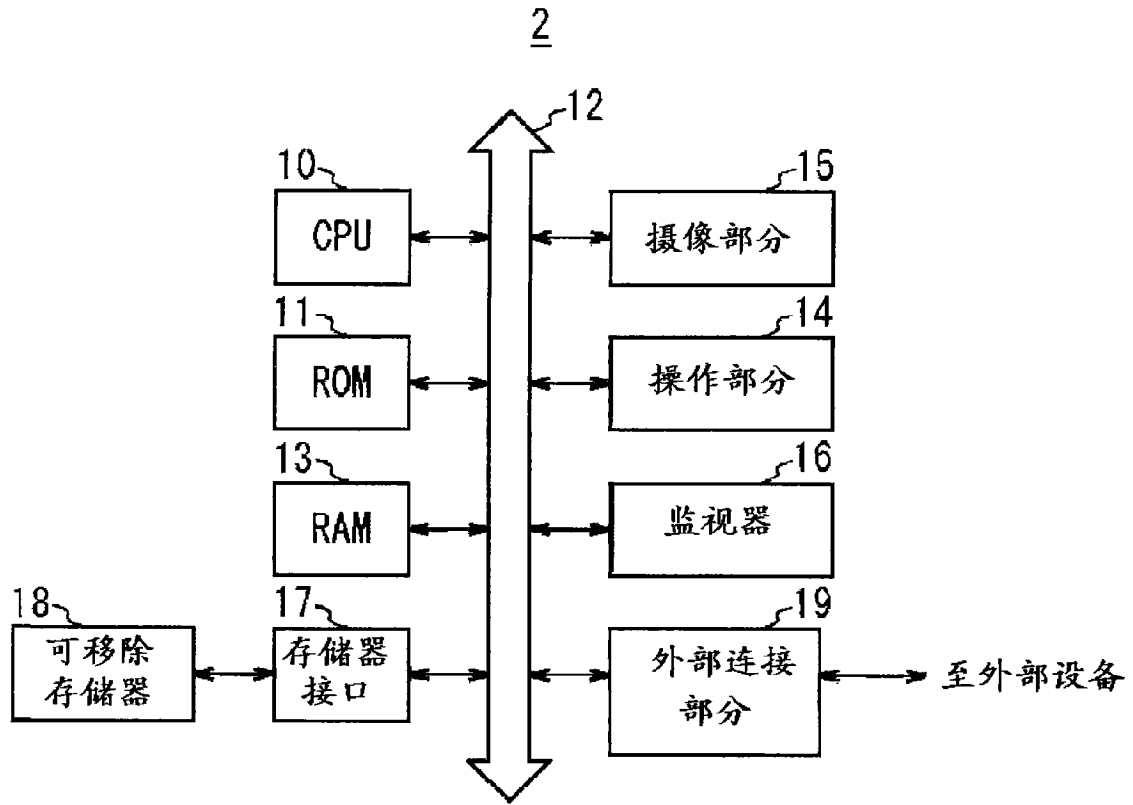 2
12
10
CPU
15
摄像部分
11
ROM
14
操作部分
13
RAM
16
监视器
18
可移除
存储器
17
存储器
接口
19
外部连接
部分
至外部设备